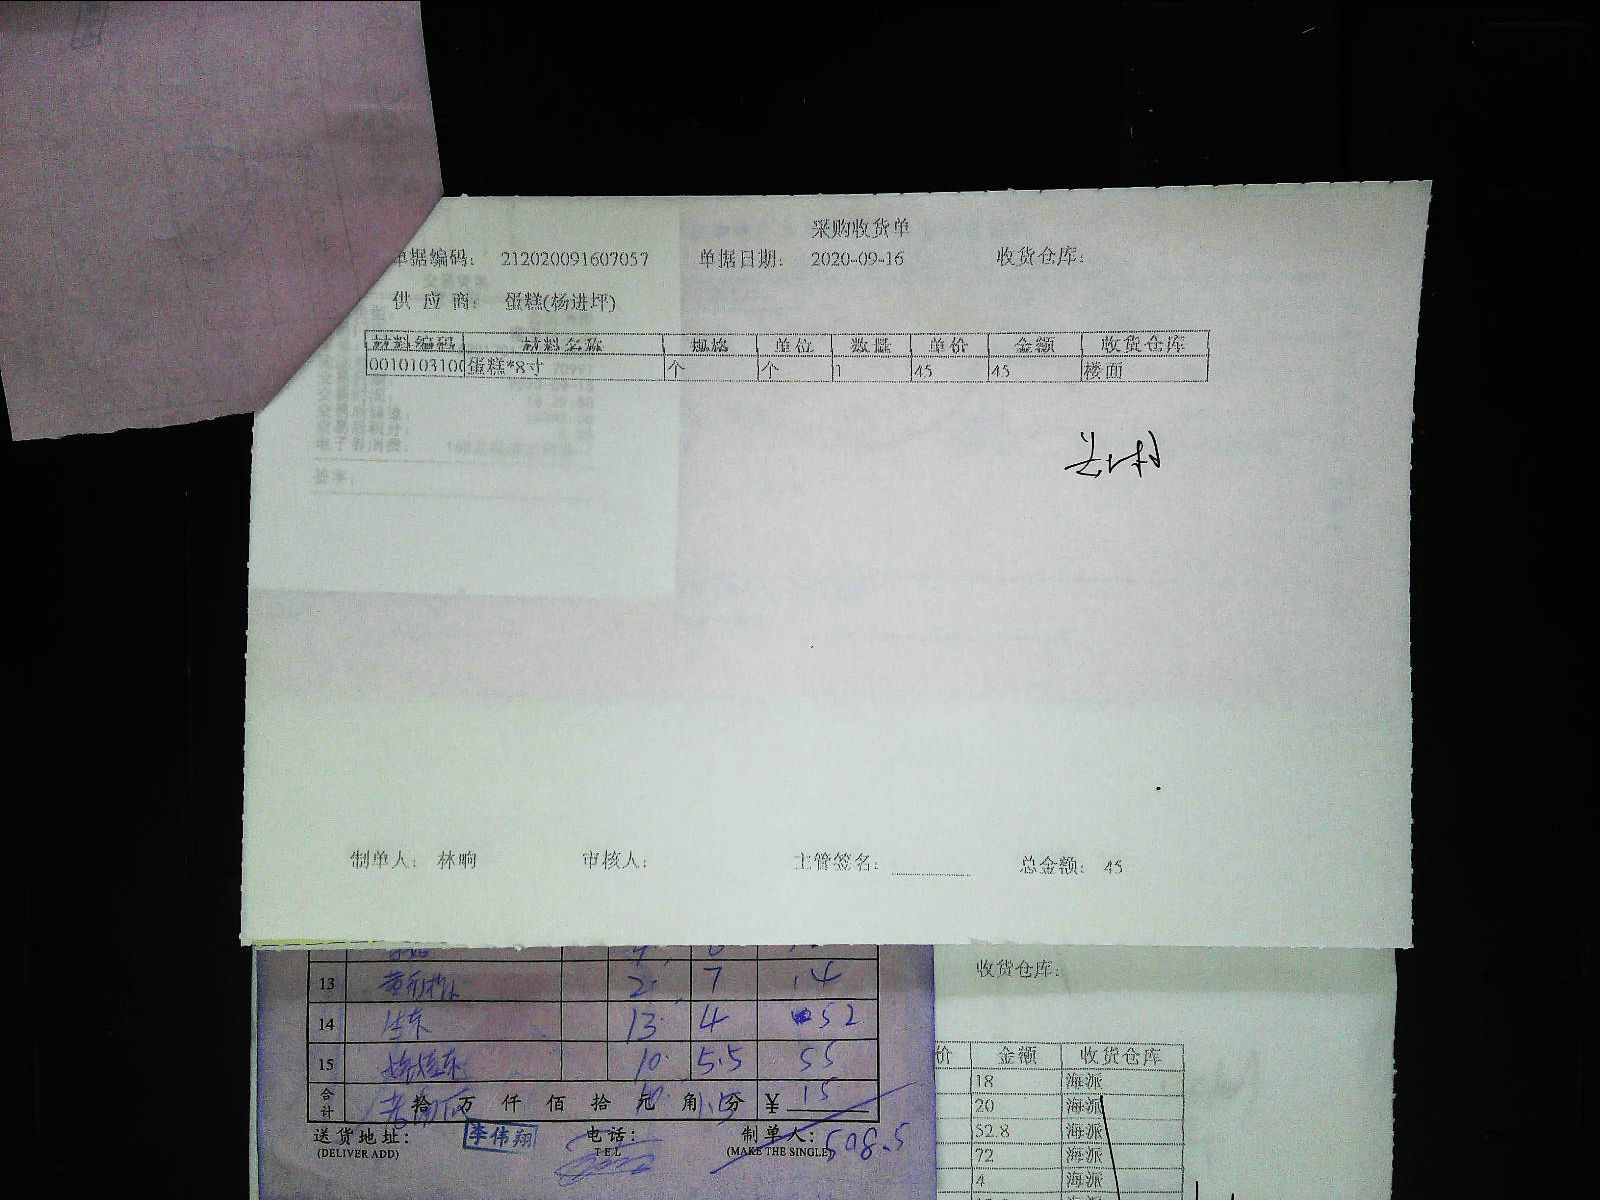 采购收货单
单据编码: 212020091607057 单据日期: 2020-09-16 收货仓库:
供应商: 蛋糕(杨进坪)
材料编码 材料名称 规格 单位 数量 单价 金额 收货仓库
0010103100 蛋糕*8寸 个 个 1 45 45 楼面
制单人: 林晌 审核人: 主管签名: 总金额: 45
13 2 7 14
14 13 4 52
15 10 5.5 55
合计 拾 万 仟 佰 拾 元 角 分 ¥ 15
送货地址: 李伟翔 电话: 制单人: 508.5
(DELIVER ADD) TEL (MAKE THE SINGLE)
收货仓库:
价 金额 收货仓库
18 海派
20 海派
52.8 海派
72 海派
4 海派